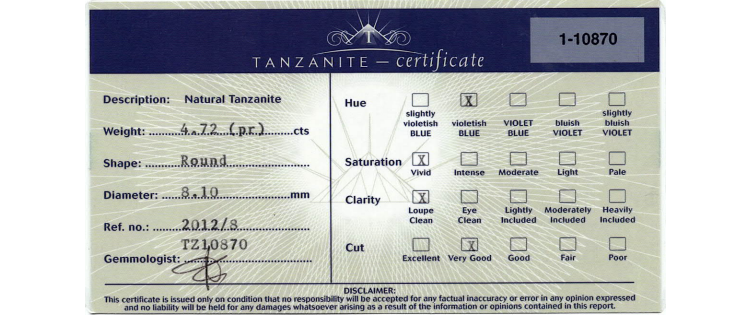 T
1-10870
TANZANITE — certificate
Description: Natural Tanzanite
Weight: 4.72 (pr.) cts
Shape: Round
Diameter: 8.10 mm
Ref. no.: 2012/8
TZ10870
Gemmologist:
Hue
X
slightly violetish BLUE
violetish BLUE
VIOLET BLUE
bluish VIOLET
slightly bluish VIOLET
Saturation
X
Vivid Intense Moderate Light Pale
Clarity
X
Loupe Clean
Eye Clean
Lightly Included
Moderately Included
Heavily Included
Cut
X
Excellent Very Good Good Fair Poor
DISCLAIMER:
This certificate is issued only on condition that no responsibility will be accepted for any factual inaccuracy or error in any opinion expressed
and no liability will be held for any damages whatsoever arising as a result of the information or opinions contained in this report.